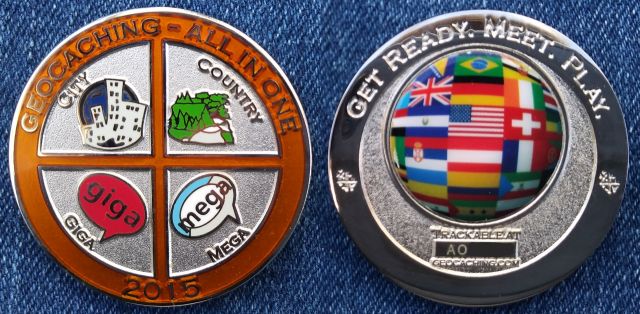 GEOCACHING - ALL IN ONE
CITY
COUNTRY
giga
mega
GIGA
MEGA
2015
GET READY. MEET. PLAY.
TRACKABLE AT
AO
GEOCACHING.COM